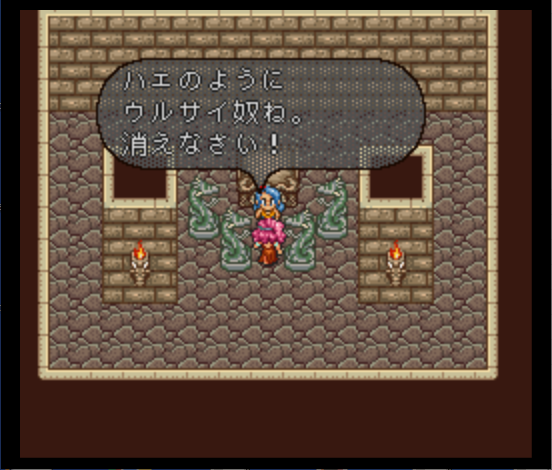 ハエのように
ウルサイ奴ね。
消えなさい！